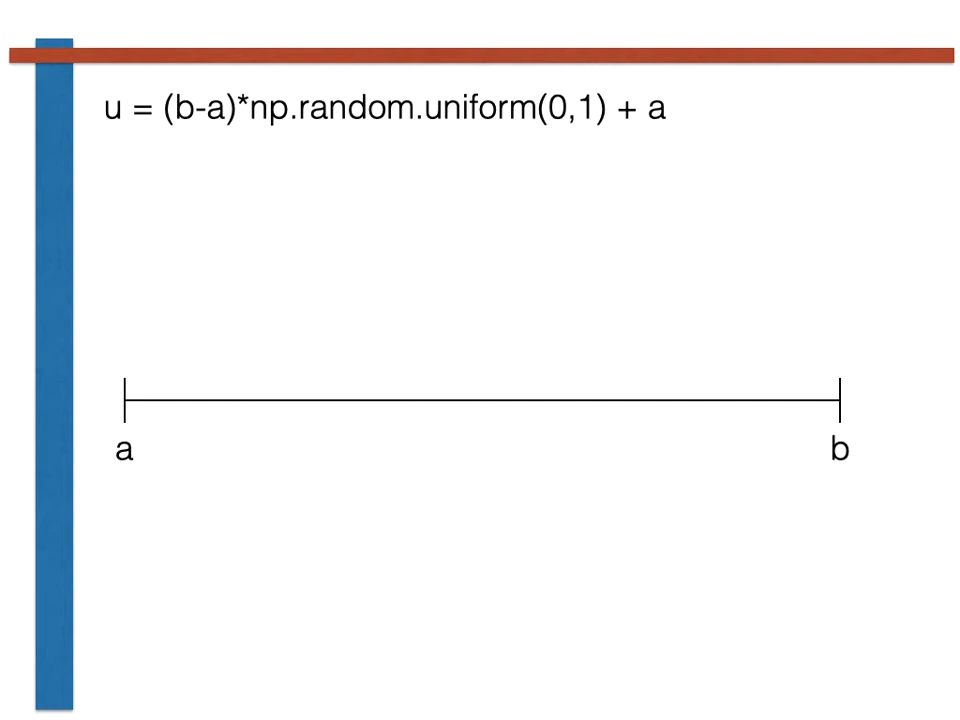 u = (b-a)*np.random.uniform(0,1) + a
a b